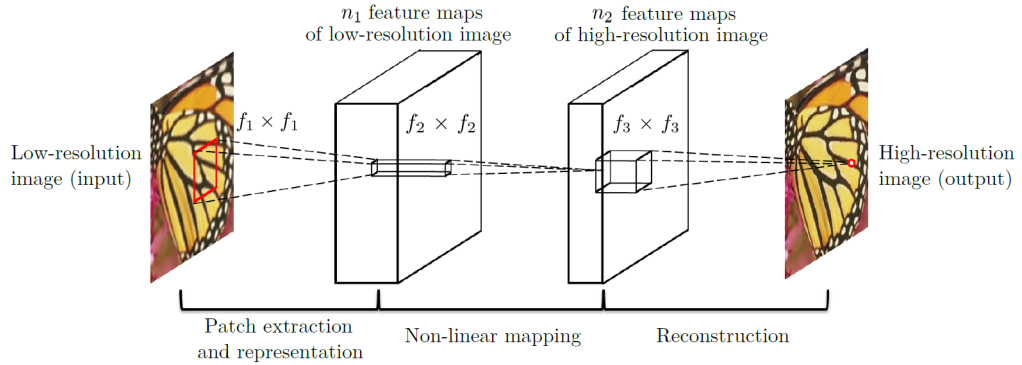 n₁ feature maps
of low-resolution image
n₂ feature maps
of high-resolution image
f₁ × f₁
f₂ × f₂
f₃ × f₃
Low-resolution
image (input)
High-resolution
image (output)
Patch extraction
and representation
Non-linear mapping
Reconstruction